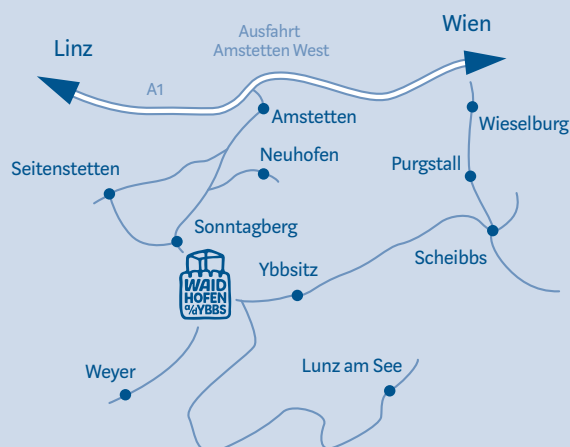 Wien
Ausfahrt
Amstetten West
Linz
A1
Amstetten
Wieselburg
Neuhofen
Purgstall
Seitenstetten
Sonntagberg
Scheibbs
Ybbsitz
WAID
HOFEN
a/d YBBS
Lunz am See
Weyer